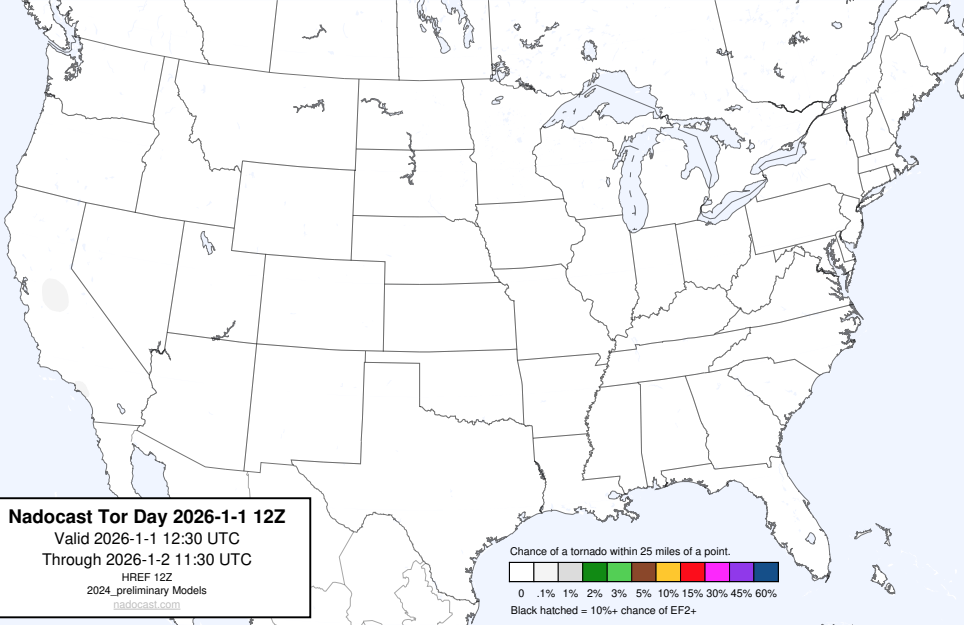 Nadocast Tor Day 2026-1-1 12Z
Valid 2026-1-1 12:30 UTC
Through 2026-1-2 11:30 UTC
HREF 12Z
2024_preliminary Models
nadocast.com
Chance of a tornado within 25 miles of a point.
0 .1% 1% 2% 3% 5% 10% 15% 30% 45% 60%
Black hatched = 10%+ chance of EF2+